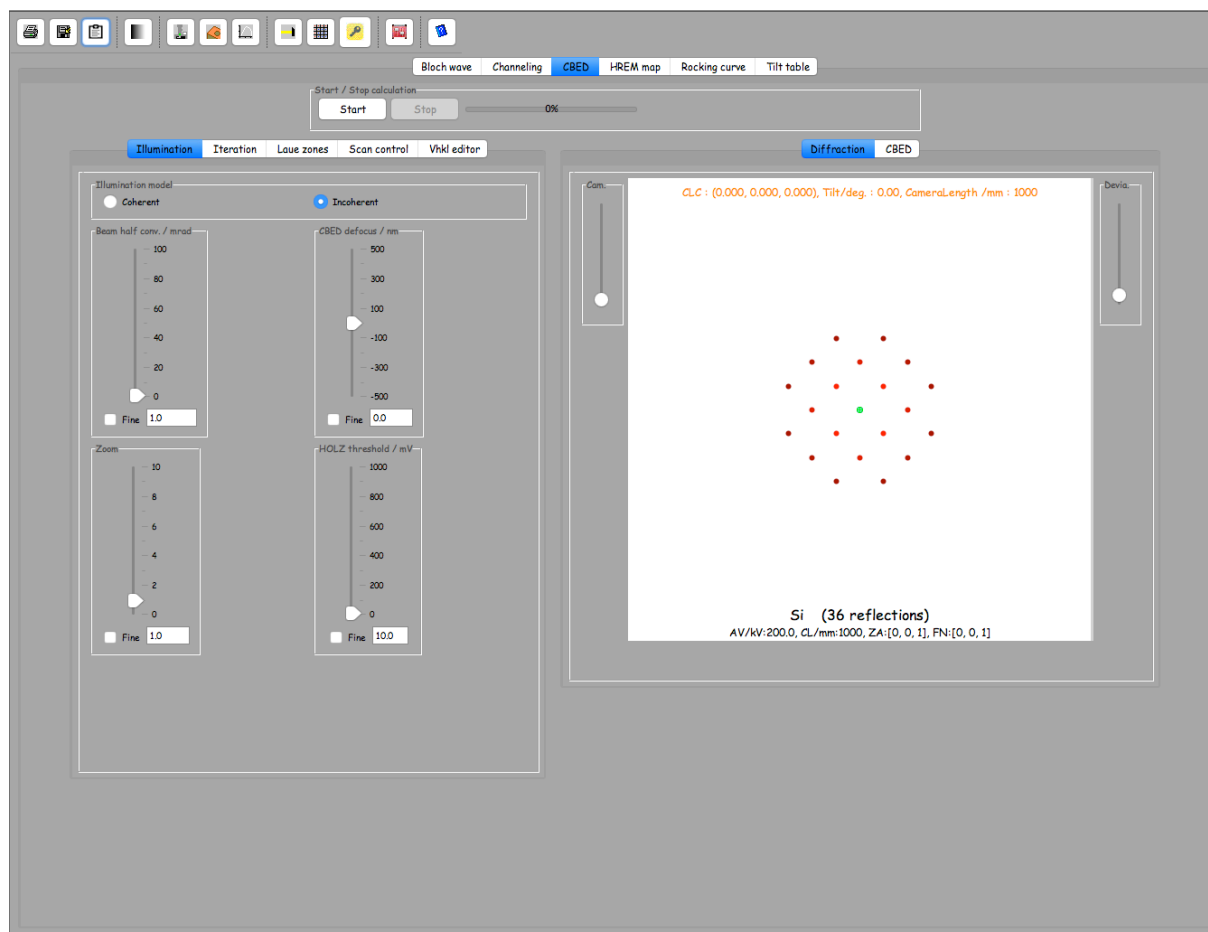 Bloch wave Channeling CBED HREM map Rocking curve Tilt table
Start / Stop calculation
Start Stop 0%
Illumination Iteration Laue zones Scan control Vhkl editor
Illumination model
Coherent Incoherent
Beam half conv. / mrad
100
80
60
40
20
0
Fine 1.0
CBED defocus / nm
500
300
100
-100
-300
-500
Fine 0.0
Zoom
10
8
6
4
2
0
Fine 1.0
HOLZ threshold / mV
1000
800
600
400
200
0
Fine 10.0
Diffraction CBED
Cam.
CLC : {0.000, 0.000, 0.000}, Tilt/deg. : 0.00, CameraLength /mm : 1000
Devia.
Si (36 reflections)
AV/kV:200.0, CL/mm:1000, ZA:[0, 0, 1], FN:[0, 0, 1]